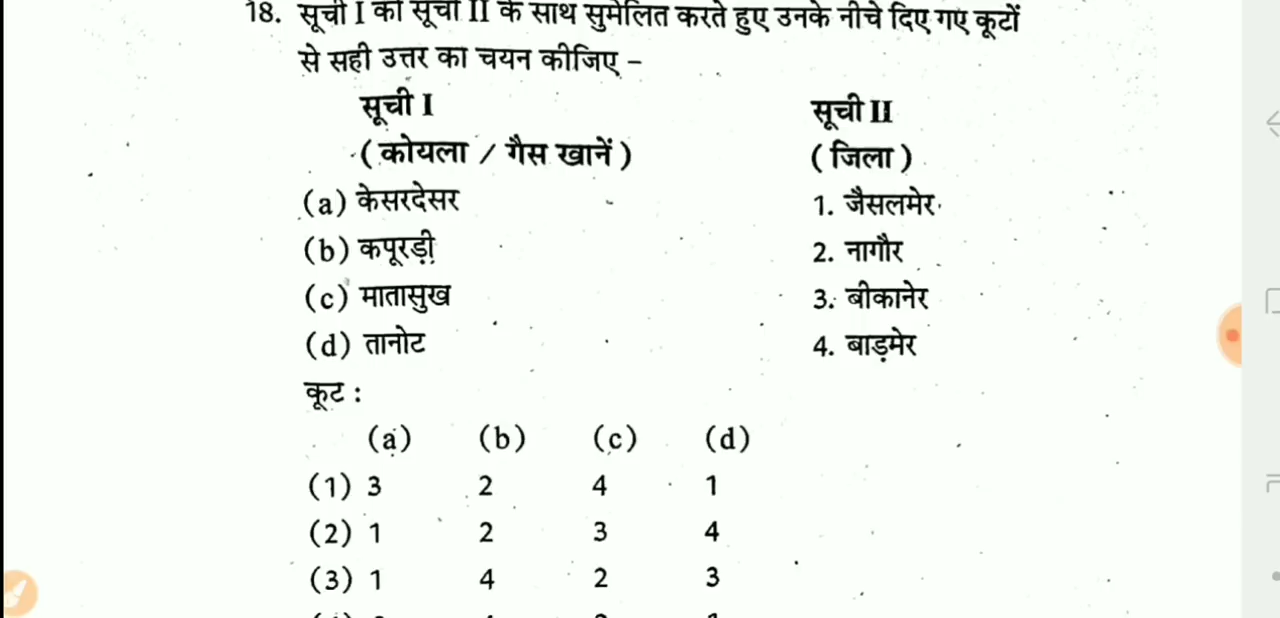 18. सूची I को सूची II के साथ सुमेलित करते हुए उनके नीचे दिए गए कूटों
से सही उत्तर का चयन कीजिए –
सूची I
सूची II
( कोयला / गैस खानें )
( जिला )
(a) केसरदेसर
1. जैसलमेर
(b) कपूरड़ी
2. नागौर
(c) मातासुख
3. बीकानेर
(d) तानोट
4. बाड़मेर
कूट :
(a) (b) (c) (d)
(1) 3 2 4 1
(2) 1 2 3 4
(3) 1 4 2 3